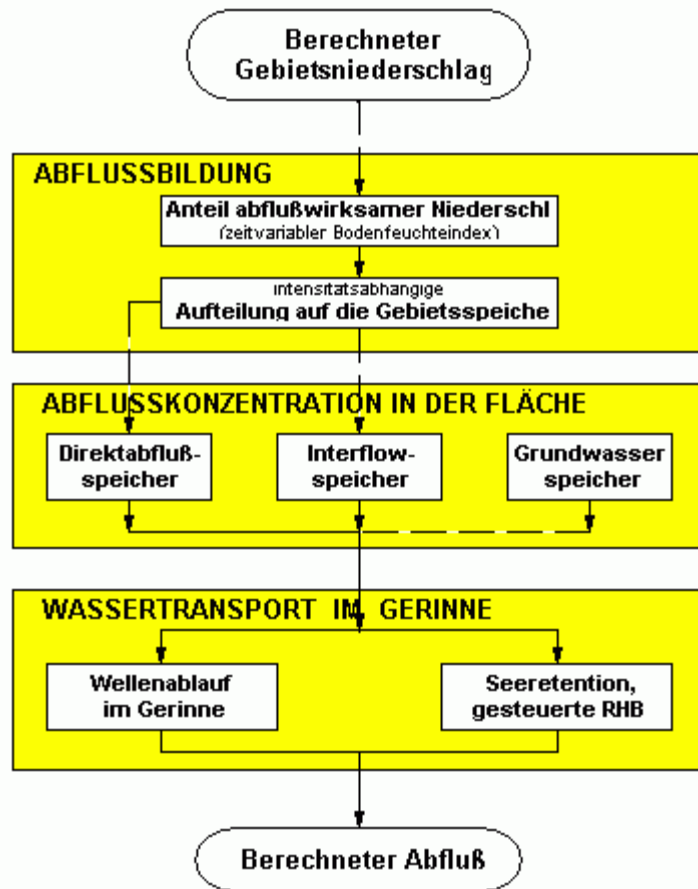 Berechneter
Gebietsniederschlag
ABFLUSSBILDUNG
Anteil abflußwirksamer Niederschl
(zeitvariabler Bodenfeuchteindex)
intensitätsabhängige
Aufteilung auf die Gebietsspeiche
ABFLUSSKONZENTRATION IN DER FLÄCHE
Direktabfluß-
speicher
Interflow-
speicher
Grundwasser
speicher
WASSERTRANSPORT IM GERINNE
Wellenablauf
im Gerinne
Seeretention,
gesteuerte RHB
Berechneter Abfluß